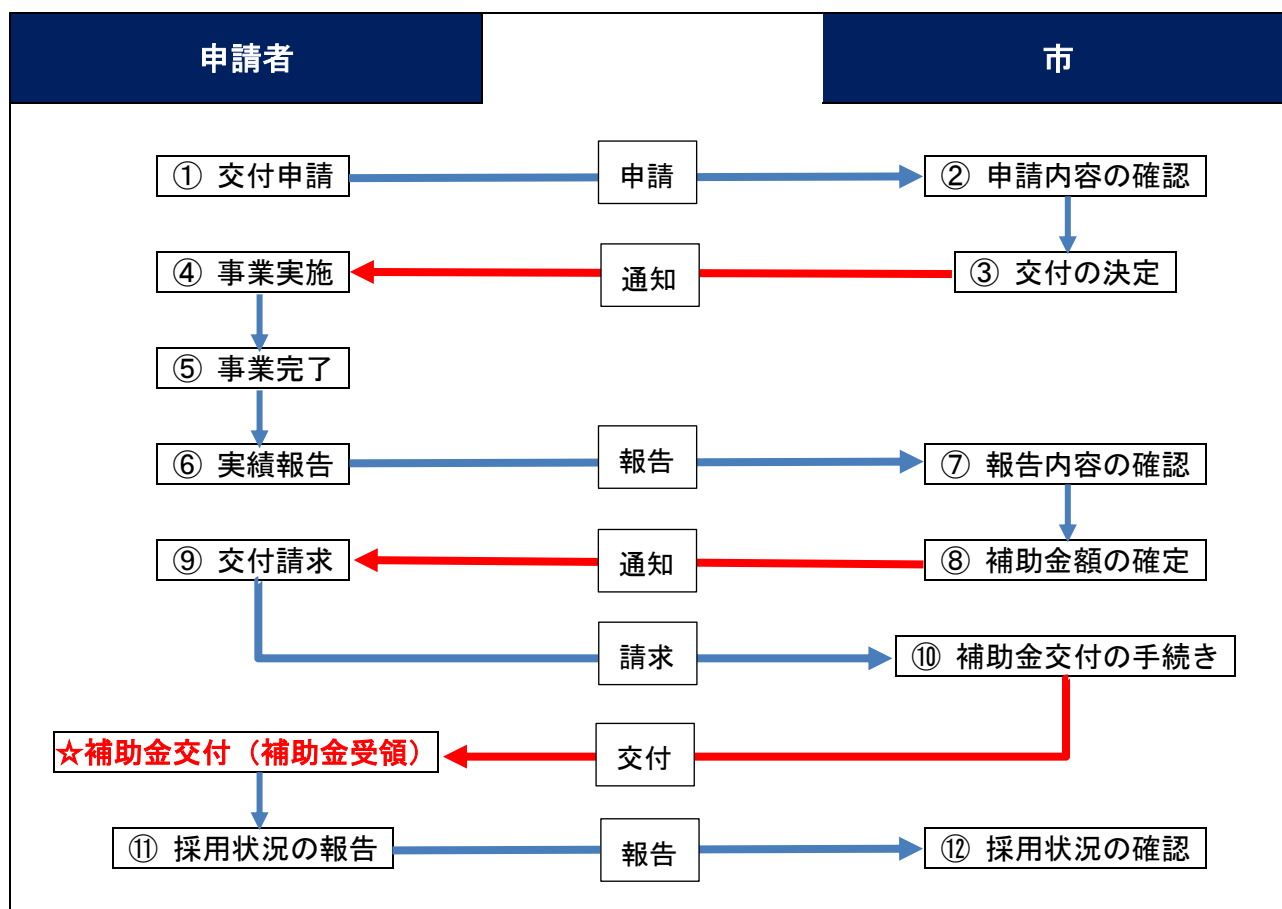 申請者
市
① 交付申請
申請
② 申請内容の確認
④ 事業実施
通知
③ 交付の決定
⑤ 事業完了
⑥ 実績報告
報告
⑦ 報告内容の確認
⑨ 交付請求
通知
⑧ 補助金額の確定
請求
⑩ 補助金交付の手続き
☆補助金交付（補助金受領）
交付
⑪ 採用状況の報告
報告
⑫ 採用状況の確認